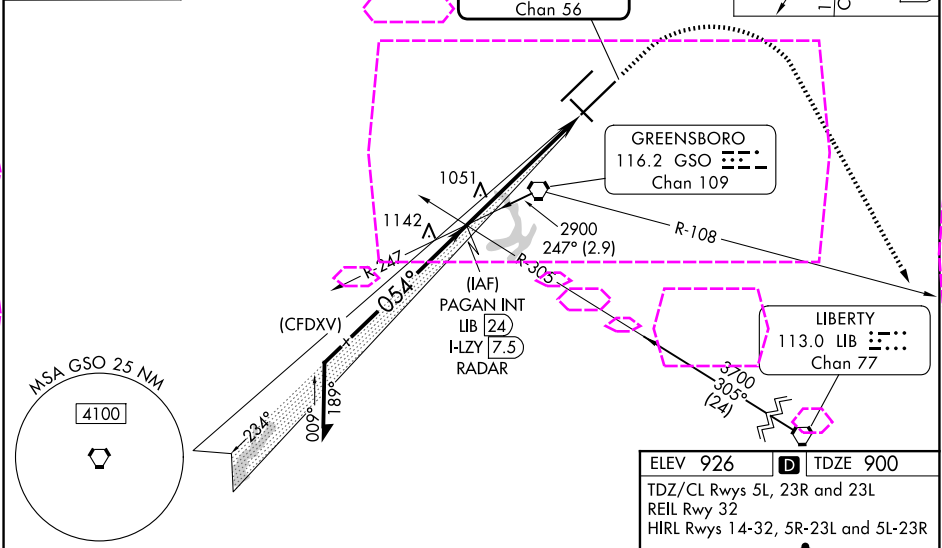 Chan 56
1
GREENSBORO
116.2 GSO
Chan 109
1051
1142
2900
247° (2.9)
R-108
R-247
R-305
054°
(IAF)
PAGAN INT
LIB 24
I-LZY 7.5
RADAR
(CFDXV)
LIBERTY
113.0 LIB
Chan 77
3700
305°
(24)
MSA GSO 25 NM
4100
234°
009°
189°
ELEV 926 D TDZE 900
TDZ/CL Rwys 5L, 23R and 23L
REIL Rwy 32
HIRL Rwys 14-32, 5R-23L and 5L-23R